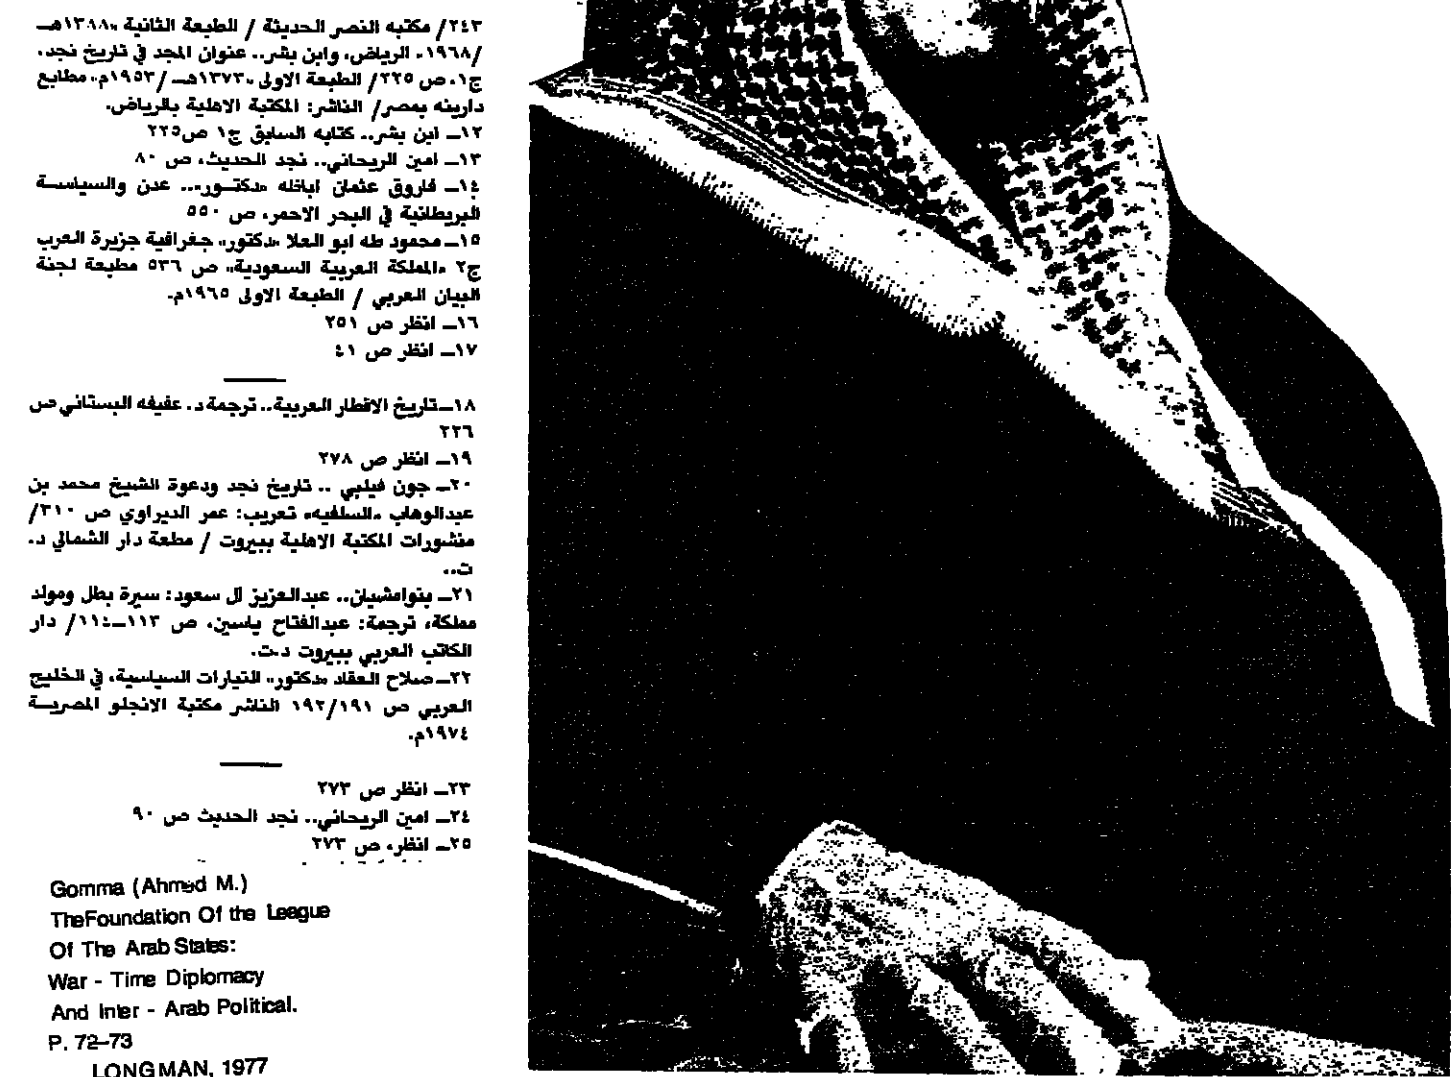 ٢٤٣/ مكتبه النصر الحديثة / الطبعة الثانية «١٣٨٨هـ
/١٩٦٨. الرياض، وابن بشر.. عنوان المجد في تاريخ نجد.
ج١. ص ٢٢٥/ الطبعة الاولى «١٣٧٣هـ /١٩٥٣م» مطابع
دارينه بمصر/ الناشر: المكتبة الاهلية بالرياض.
١٢ـ ابن بشر.. كتابه السابق ج١ ص٢٢٥
١٣ـ امين الريحاني.. نجد الحديث، ص ٨٠
١٤ـ فاروق عثمان اباظه «دكتور».. عدن والسياسة
البريطانية في البحر الاحمر، ص ٥٥٠
١٥ـ محمود طه ابو العلا «دكتور» جغرافية جزيرة العرب
ج٢ «المملكة العربية السعودية» ص ٥٣٦ مطبعة لجنة
البيان العربي / الطبعة الاولى ١٩٦٥م.
١٦ـ انظر ص ٢٥١
١٧ـ انظر ص ٤١
١٨ـ تاريخ الاقطار العربية.. ترجمة د. عفيفه البستاني ص
٢٢٦
١٩ـ انظر ص ٢٧٨
٢٠ـ جون فيلبي .. تاريخ نجد ودعوة الشيخ محمد بن
عبدالوهاب «السلفيه» تعريب: عمر الديراوي ص ٣١٠/
منشورات المكتبة الاهلية ببيروت / مطعة دار الشمالي د.
ت..
٢١ـ بنواميشيان.. عبدالعزيز آل سعود: سيرة بطل ومولد
مملكة، ترجمة: عبدالفتاح ياسين، ص ١١٣ـ١١٤/ دار
الكاتب العربي ببيروت د.ت.
٢٢ـ صلاح العقاد «دكتور» التيارات السياسية، في الخليج
العربي ص ١٩٢/١٩١ الناشر مكتبة الانجلو المصرية
١٩٧٤م.
٢٣ـ انظر ص ٢٧٣
٢٤ـ امين الريحاني.. نجد الحديث ص ٩٠
٢٥ـ انظر، ص ٢٧٣
Gomma (Ahmed M.)
TheFoundation Of the League
Of The Arab States:
War - Time Diplomacy
And Inter - Arab Political.
P. 72–73
LONGMAN, 1977